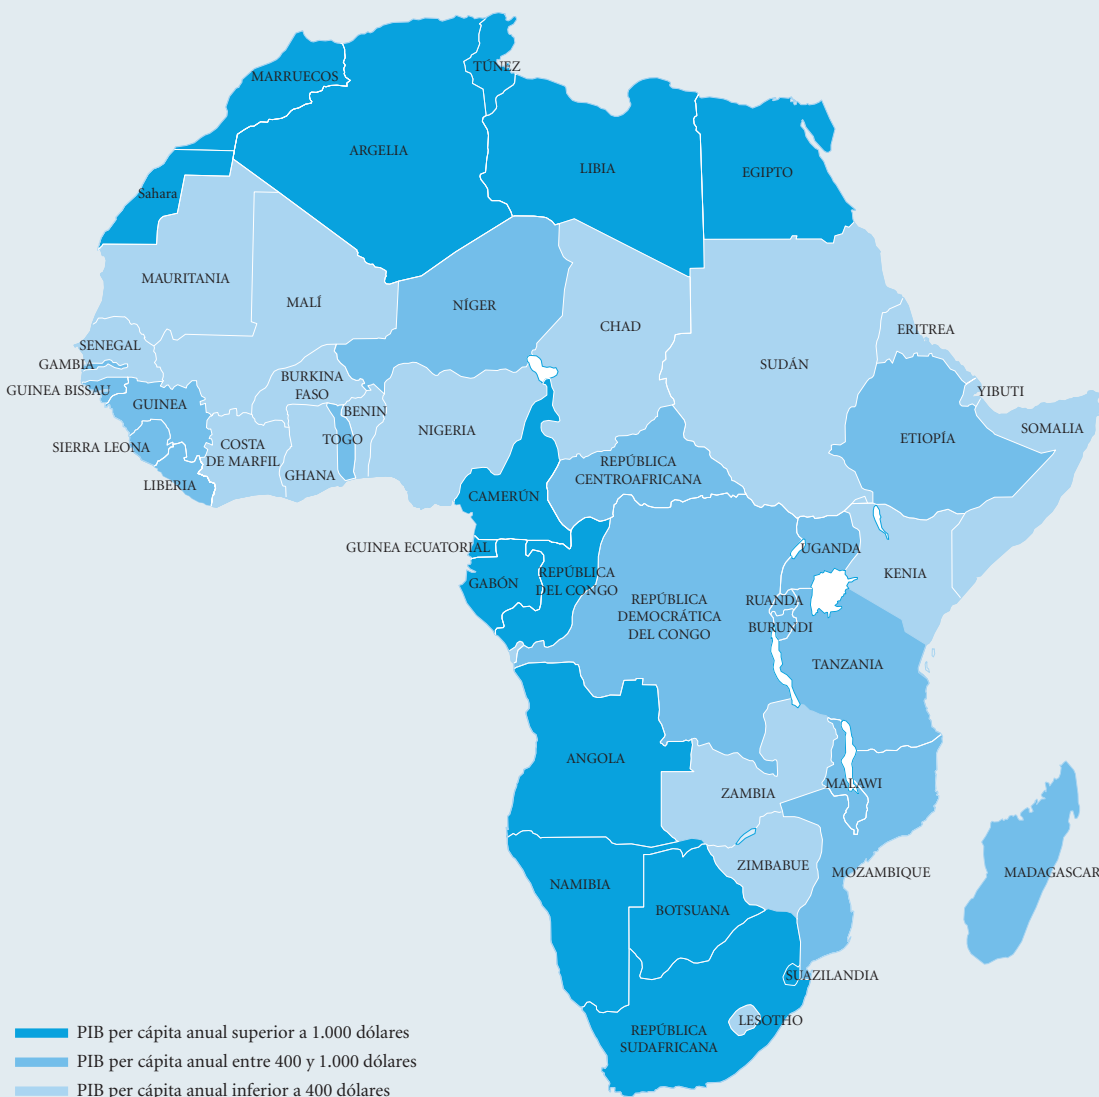 TÚNEZ
MARRUECOS
ARGELIA
LIBIA
EGIPTO
Sahara
MAURITANIA
MALÍ
NÍGER
CHAD
SUDÁN
ERITREA
SENEGAL
GAMBIA
GUINEA BISSAU
GUINEA
BURKINA
FASO
BENIN
YIBUTI
SOMALIA
SIERRA LEONA
COSTA
DE MARFIL
TOGO
NIGERIA
ETIOPÍA
LIBERIA
GHANA
REPÚBLICA
CENTROAFRICANA
CAMERÚN
GUINEA ECUATORIAL
UGANDA
GABÓN
REPÚBLICA
DEL CONGO
KENIA
REPÚBLICA
DEMOCRÁTICA
DEL CONGO
RUANDA
BURUNDI
TANZANIA
ANGOLA
ZAMBIA
MALAWI
ZIMBABUE
MOZAMBIQUE
MADAGASCAR
NAMIBIA
BOTSUANA
SUAZILANDIA
LESOTHO
REPÚBLICA
SUDAFRICANA
PIB per cápita anual superior a 1.000 dólares
PIB per cápita anual entre 400 y 1.000 dólares
PIB per cápita anual inferior a 400 dólares